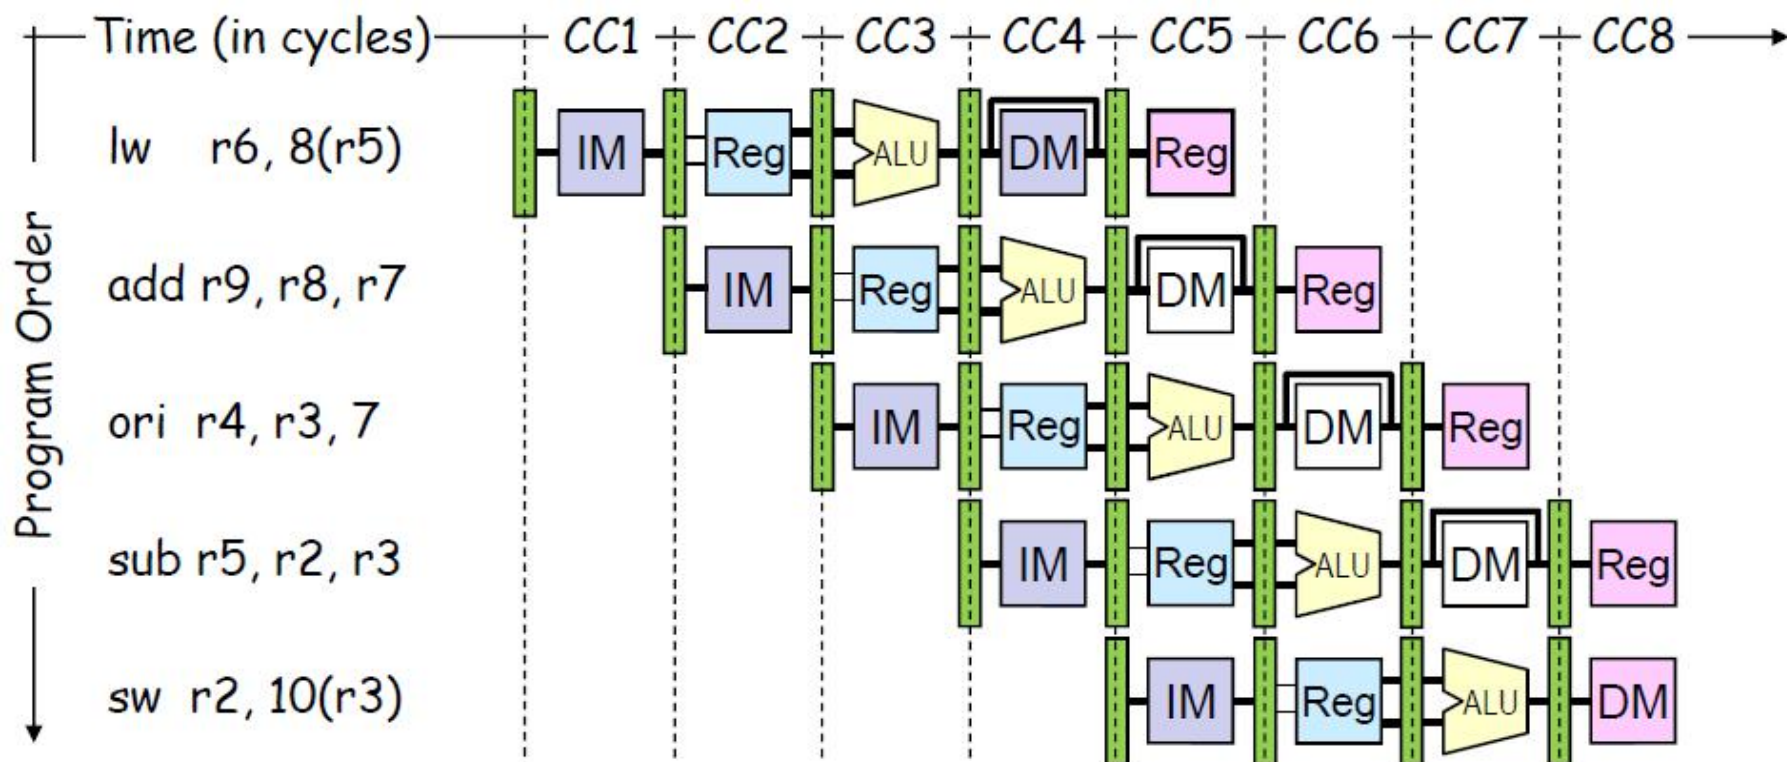 Time (in cycles) CC1 CC2 CC3 CC4 CC5 CC6 CC7 CC8
Program Order
lw r6, 8(r5) IM Reg ALU DM Reg
add r9, r8, r7 IM Reg ALU DM Reg
ori r4, r3, 7 IM Reg ALU DM Reg
sub r5, r2, r3 IM Reg ALU DM Reg
sw r2, 10(r3) IM Reg ALU DM